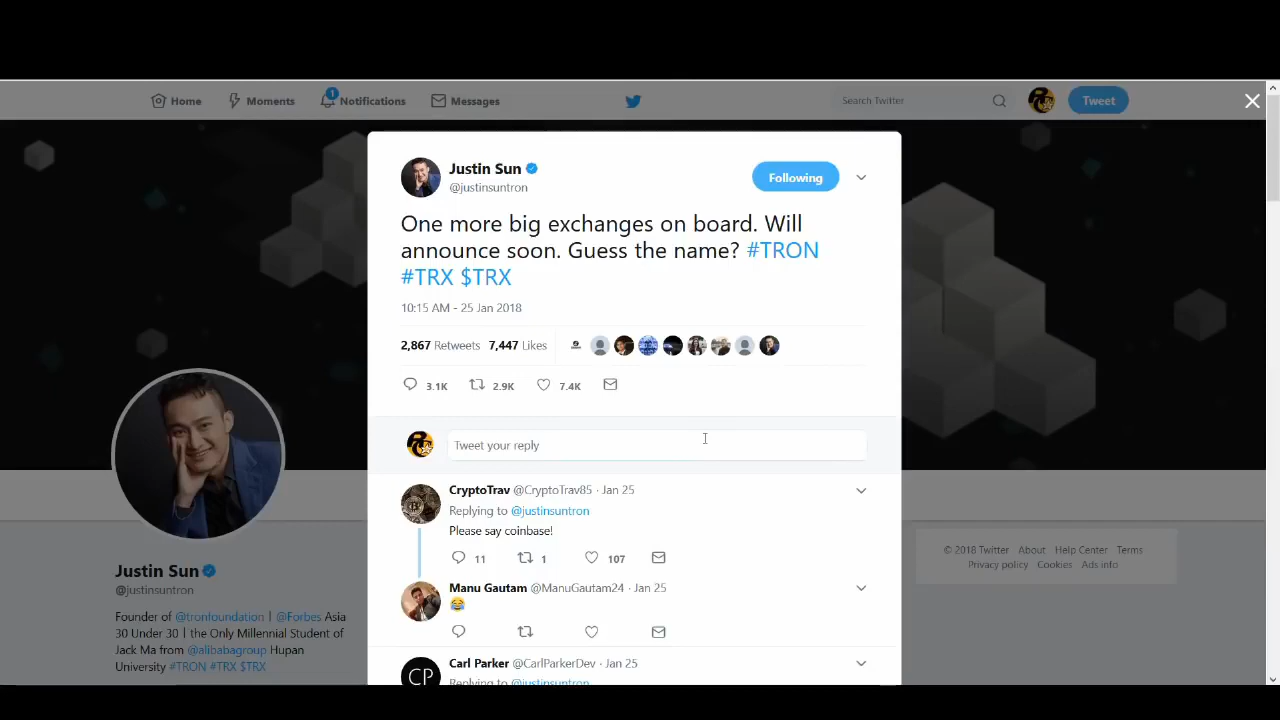 Home Moments 1 Notifications Messages Search Twitter Tweet
Justin Sun
@justinsuntron
Following
One more big exchanges on board. Will
announce soon. Guess the name? #TRON
#TRX $TRX
10:15 AM - 25 Jan 2018
2,867 Retweets 7,447 Likes
3.1K 2.9K 7.4K
Tweet your reply
CryptoTrav @CryptoTrav85 · Jan 25
Replying to @justinsuntron
Please say coinbase!
11 1 107
Manu Gautam @ManuGautam24 · Jan 25
😂
Carl Parker @CarlParkerDev · Jan 25
CP
Replying to @justinsuntron
Justin Sun
@justinsuntron
Founder of @tronfoundation | @Forbes Asia
30 Under 30 | the Only Millennial Student of
Jack Ma from @alibabagroup Hupan
University #TRON #TRX $TRX
© 2018 Twitter About Help Center Terms
Privacy policy Cookies Ads info